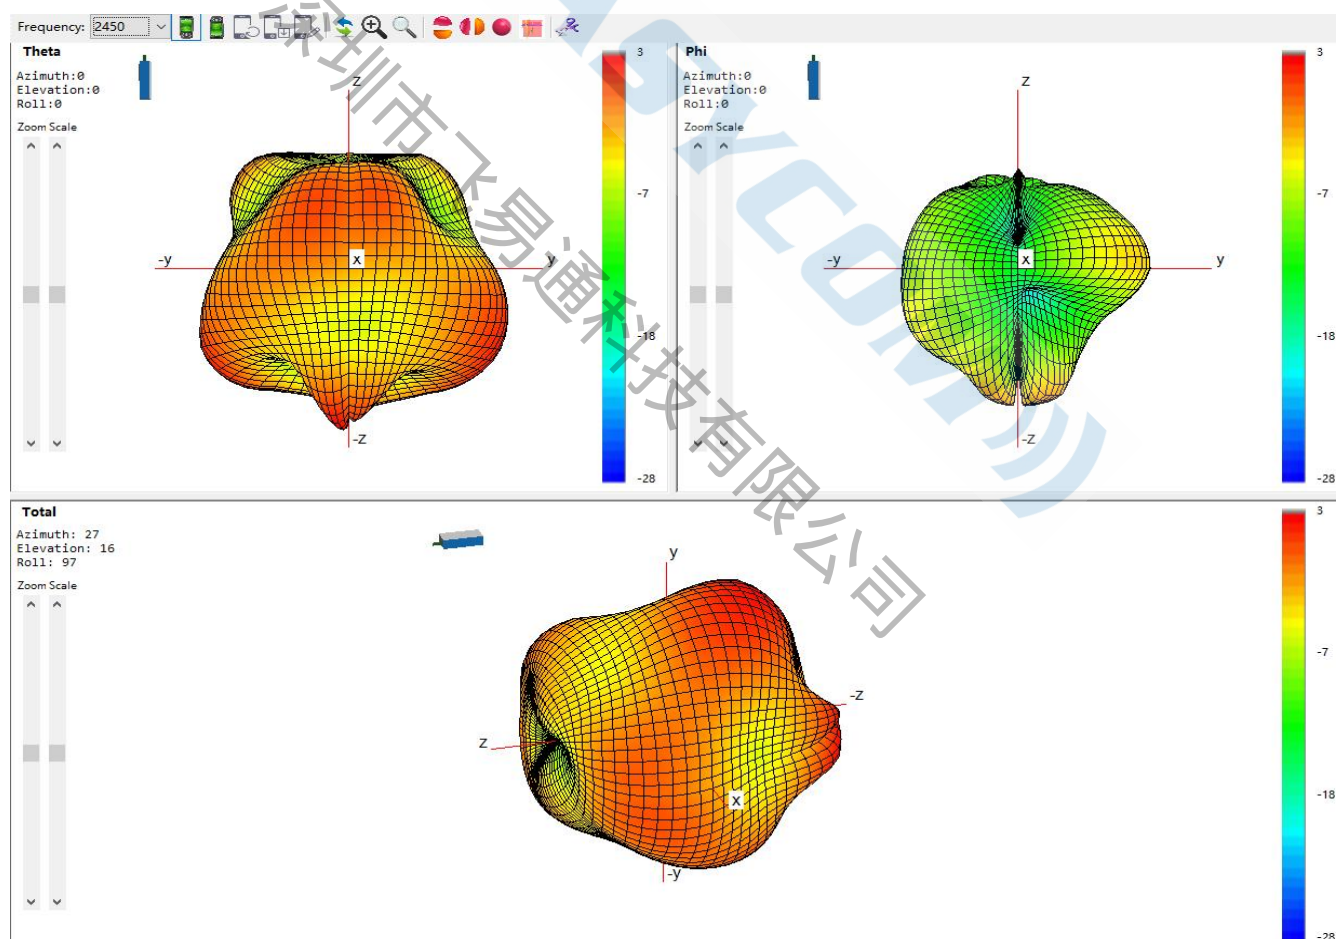 Frequency: 2450
Theta
Azimuth:0
Elevation:0
Roll:0
Zoom Scale
z
-y
x
y
-z
3
-7
-18
-28
Phi
Azimuth:0
Elevation:0
Roll:0
Zoom Scale
z
-y
x
y
-z
3
-7
-18
-28
Total
Azimuth: 27
Elevation: 16
Roll: 97
Zoom Scale
y
-z
z
x
-y
3
-7
-18
-28
深圳市飞易通科技有限公司
ASYCOM